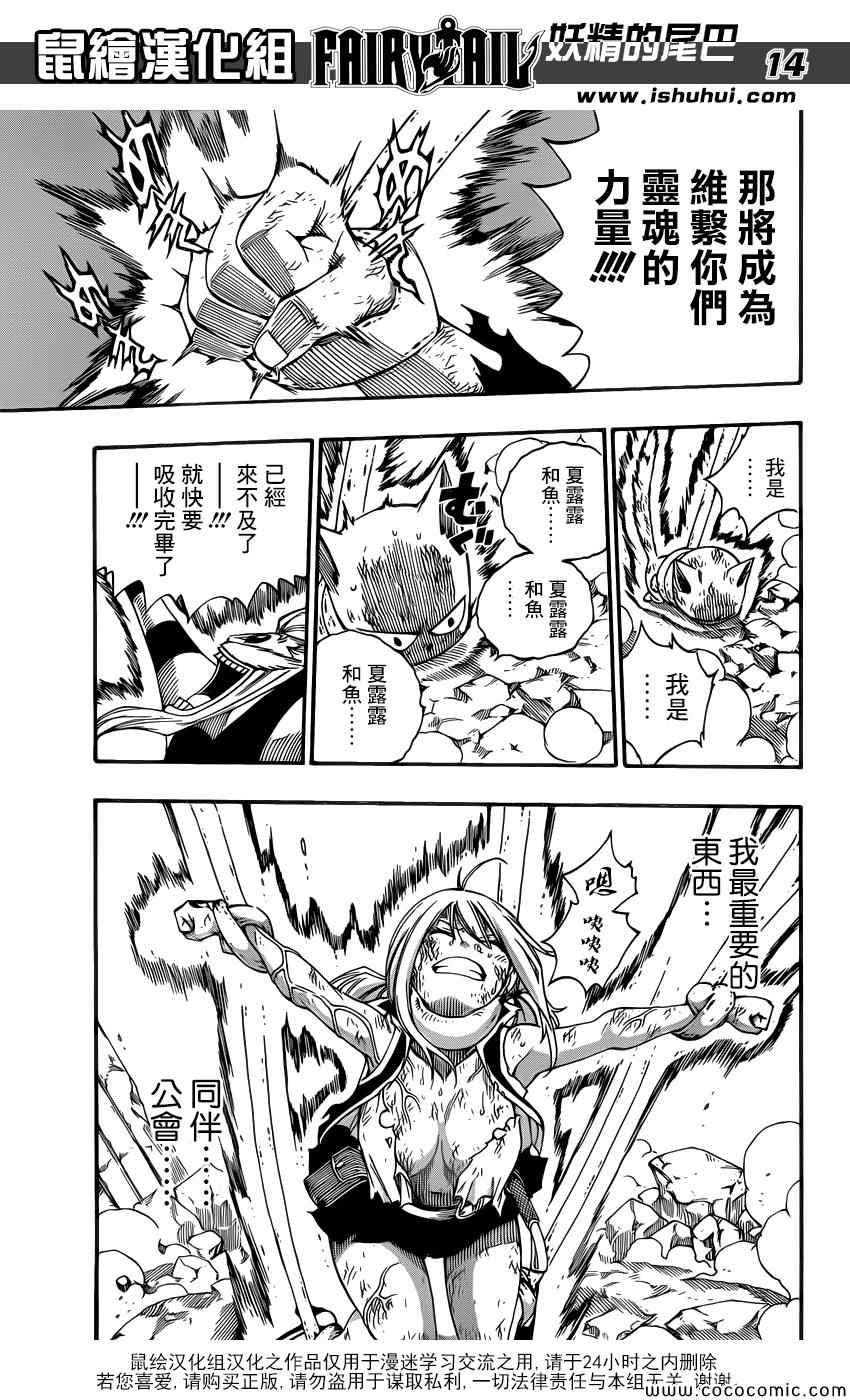 鼠繪漢化組
FAIRY TAIL
妖精的尾巴
14
www.ishuhui.com
那將成為
維繫你們
靈魂的
力量!!!!
我是
……
我是
……
夏露露
和魚……
夏露露
和魚
……
夏露露
和魚……
むぐ
已經
來不及了
——!!!
就快要
吸收完畢了
——!!!
我最重要的
東西…
嗯
咴咴咴
同伴……
公會……
鼠绘汉化组汉化之作品仅用于漫迷学习交流之用, 请于24小时之内删除
若您喜爱, 请购买正版, 请勿盗用于谋取私利, 一切法律责任与本组无关, 谢谢.
www.cococomic.com